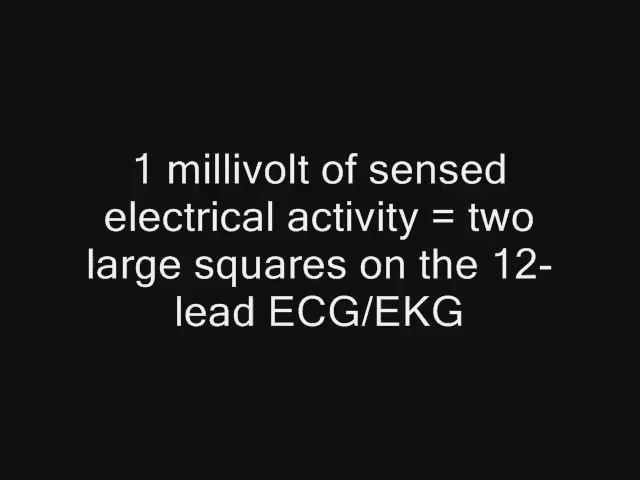 1 millivolt of sensed
electrical activity = two
large squares on the 12-
lead ECG/EKG